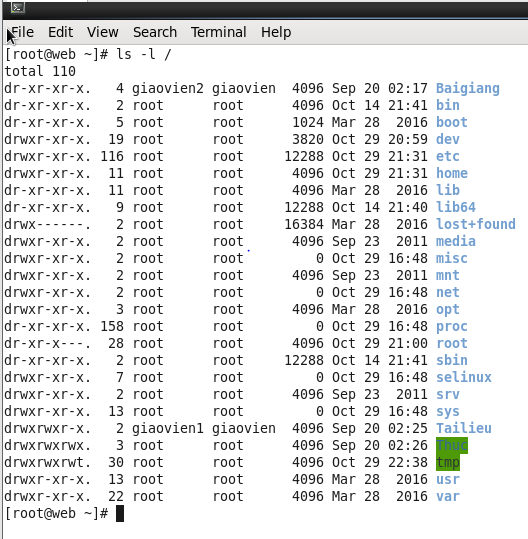 File Edit View Search Terminal Help
[root@web ~]# ls -l /
total 110
dr-xr-xr-x. 4 giaovien2 giaovien 4096 Sep 20 02:17 Baigiang
dr-xr-xr-x. 2 root root 4096 Oct 14 21:41 bin
dr-xr-xr-x. 5 root root 1024 Mar 28 2016 boot
drwxr-xr-x. 19 root root 3820 Oct 29 20:59 dev
drwxr-xr-x. 116 root root 12288 Oct 29 21:31 etc
drwxr-xr-x. 11 root root 4096 Oct 29 21:31 home
dr-xr-xr-x. 11 root root 4096 Mar 28 2016 lib
dr-xr-xr-x. 9 root root 12288 Oct 14 21:40 lib64
drwx------. 2 root root 16384 Mar 28 2016 lost+found
drwxr-xr-x. 2 root root 4096 Sep 23 2011 media
drwxr-xr-x. 2 root root 0 Oct 29 16:48 misc
drwxr-xr-x. 2 root root 4096 Sep 23 2011 mnt
drwxr-xr-x. 2 root root 0 Oct 29 16:48 net
drwxr-xr-x. 3 root root 4096 Mar 28 2016 opt
dr-xr-xr-x. 158 root root 0 Oct 29 16:48 proc
dr-xr-x---. 28 root root 4096 Oct 29 21:00 root
dr-xr-xr-x. 2 root root 12288 Oct 14 21:41 sbin
drwxr-xr-x. 7 root root 0 Oct 29 16:48 selinux
drwxr-xr-x. 2 root root 4096 Sep 23 2011 srv
drwxr-xr-x. 13 root root 0 Oct 29 16:48 sys
drwxrwxr-x. 2 giaovien1 giaovien 4096 Sep 20 02:25 Tailieu
drwxrwxrwx. 3 root root 4096 Sep 20 02:26 Thuc
drwxrwxrwt. 30 root root 4096 Oct 29 22:38 tmp
drwxr-xr-x. 13 root root 4096 Mar 28 2016 usr
drwxr-xr-x. 22 root root 4096 Mar 28 2016 var
[root@web ~]#